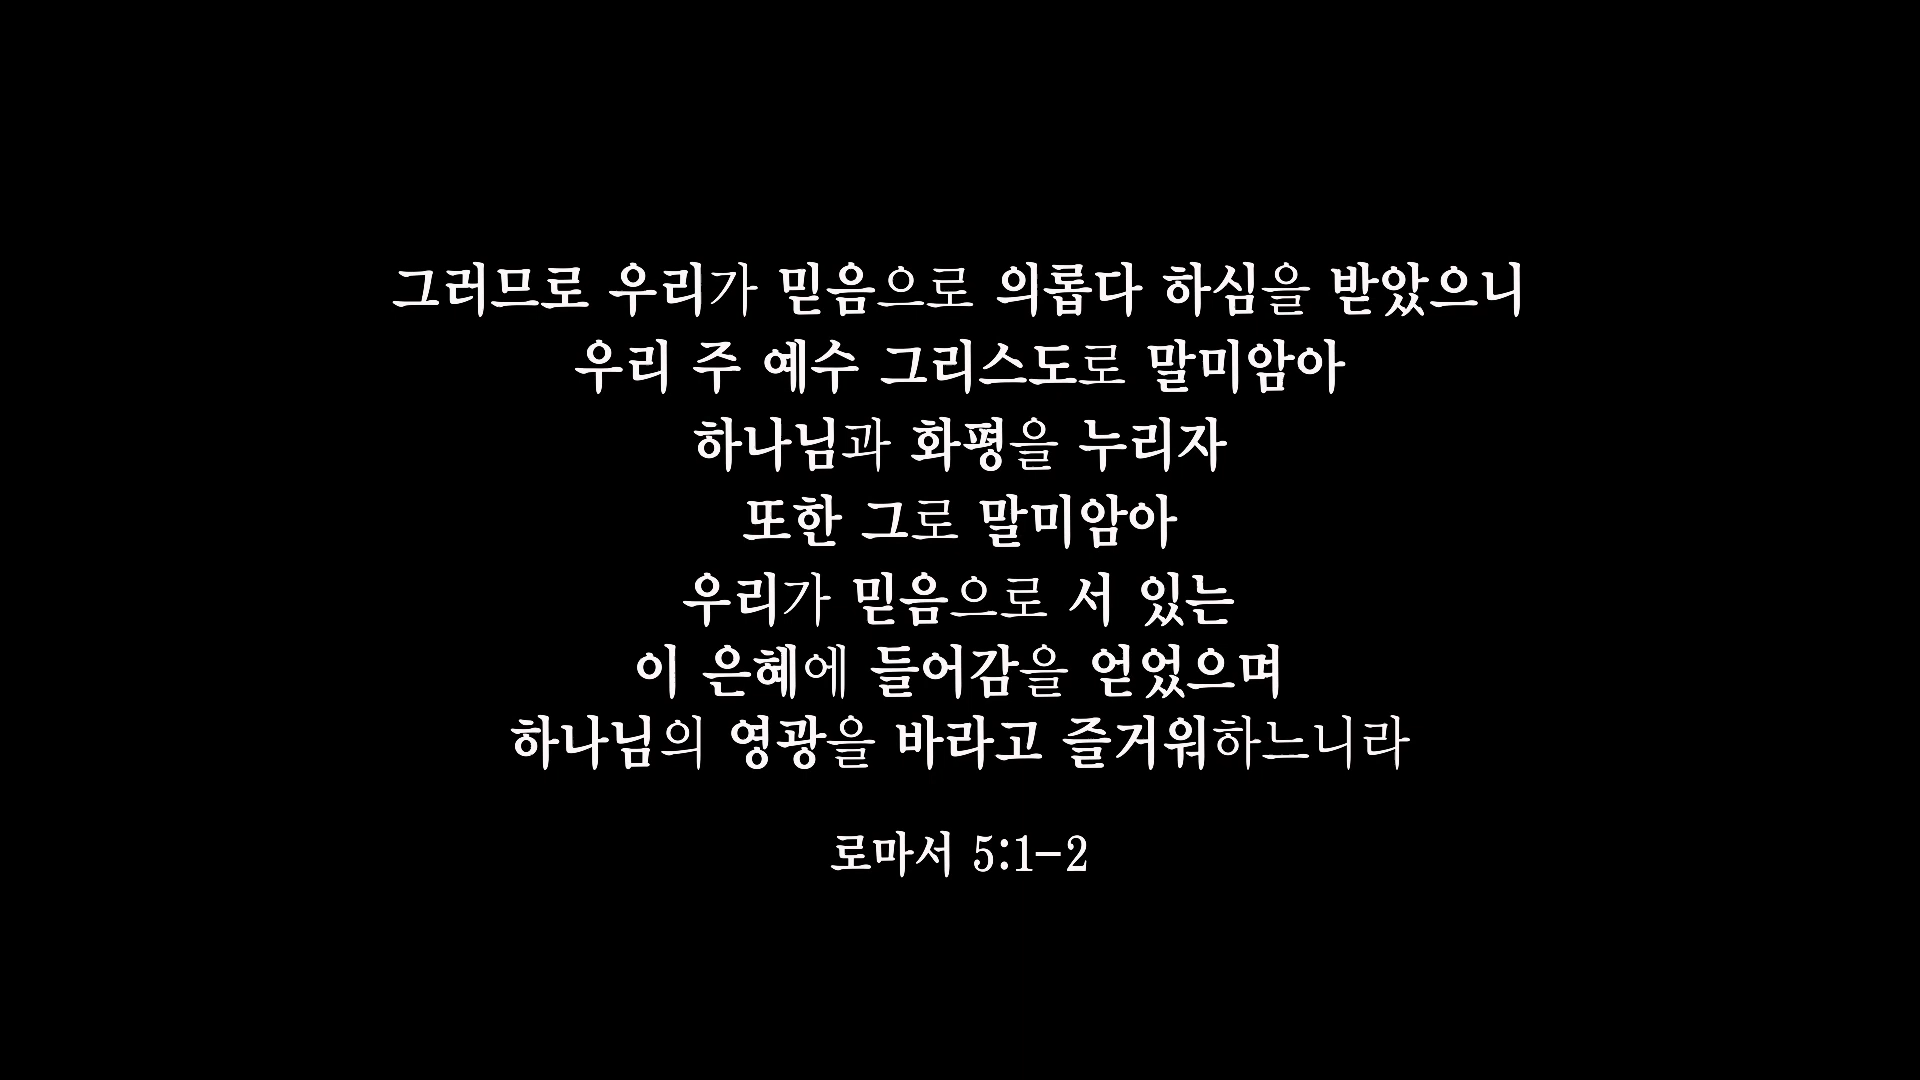 그러므로 우리가 믿음으로 의롭다 하심을 받았으니
우리 주 예수 그리스도로 말미암아
하나님과 화평을 누리자
또한 그로 말미암아
우리가 믿음으로 서 있는
이 은혜에 들어감을 얻었으며
하나님의 영광을 바라고 즐거워하느니라
로마서 5:1-2